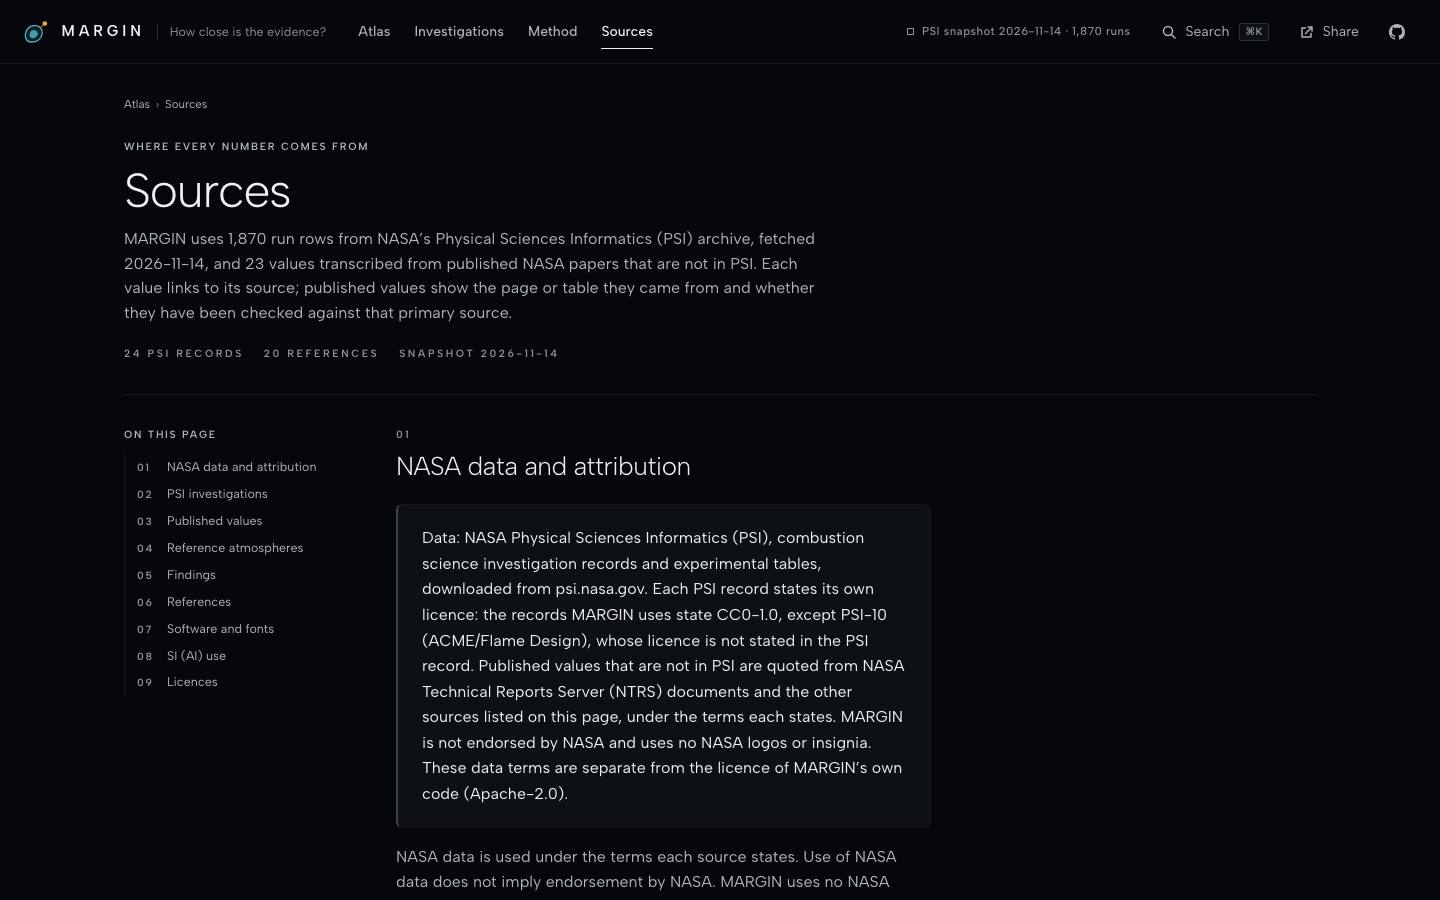 MARGIN
How close is the evidence?
Atlas
Investigations
Method
Sources
PSI snapshot 2026-11-14 · 1,870 runs
Search
⌘K
Share
Atlas › Sources
WHERE EVERY NUMBER COMES FROM
Sources
MARGIN uses 1,870 run rows from NASA’s Physical Sciences Informatics (PSI) archive, fetched
2026-11-14, and 23 values transcribed from published NASA papers that are not in PSI. Each
value links to its source; published values show the page or table they came from and whether
they have been checked against that primary source.
24 PSI RECORDS
20 REFERENCES
SNAPSHOT 2026-11-14
ON THIS PAGE
01 NASA data and attribution
02 PSI investigations
03 Published values
04 Reference atmospheres
05 Findings
06 References
07 Software and fonts
08 SI (AI) use
09 Licences
01
NASA data and attribution
Data: NASA Physical Sciences Informatics (PSI), combustion
science investigation records and experimental tables,
downloaded from psi.nasa.gov. Each PSI record states its own
licence: the records MARGIN uses state CC0-1.0, except PSI-10
(ACME/Flame Design), whose licence is not stated in the PSI
record. Published values that are not in PSI are quoted from NASA
Technical Reports Server (NTRS) documents and the other
sources listed on this page, under the terms each states. MARGIN
is not endorsed by NASA and uses no NASA logos or insignia.
These data terms are separate from the licence of MARGIN’s own
code (Apache-2.0).
NASA data is used under the terms each source states. Use of NASA
data does not imply endorsement by NASA. MARGIN uses no NASA